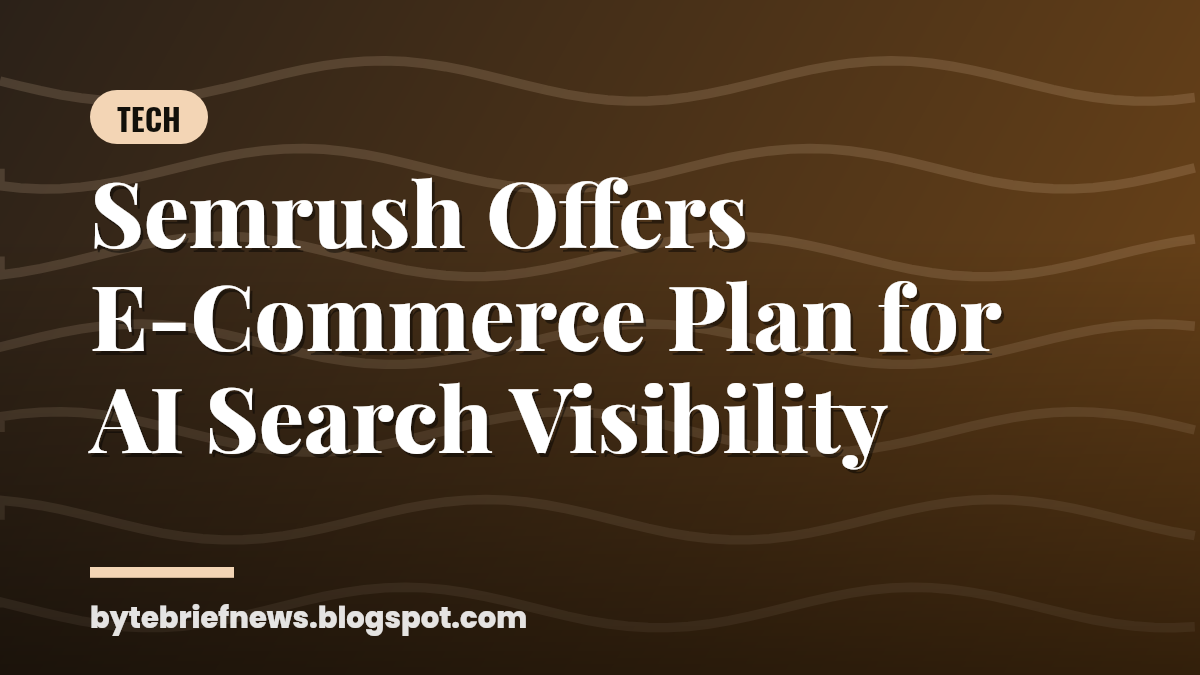 TECH
Semrush Offers
E-Commerce Plan for
AI Search Visibility
bytebriefnews.blogspot.com